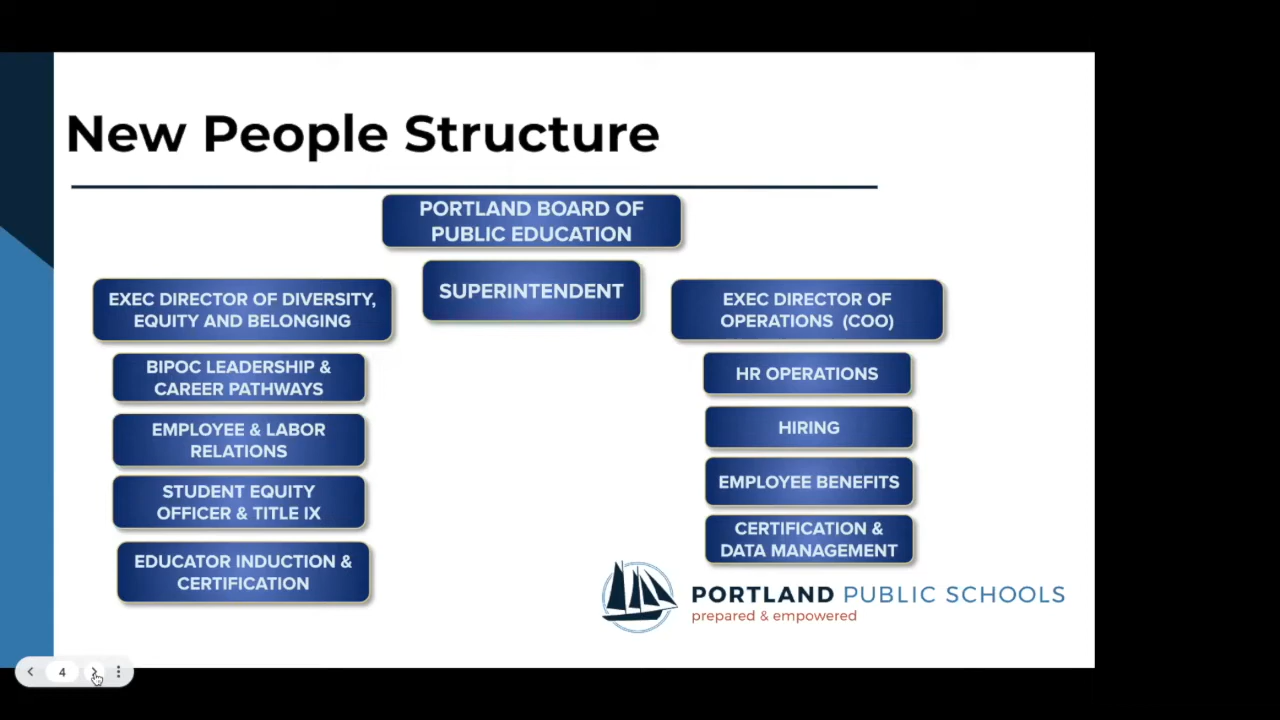 New People Structure
PORTLAND BOARD OF
PUBLIC EDUCATION
SUPERINTENDENT
EXEC DIRECTOR OF DIVERSITY,
EQUITY AND BELONGING
BIPOC LEADERSHIP &
CAREER PATHWAYS
EMPLOYEE & LABOR
RELATIONS
STUDENT EQUITY
OFFICER & TITLE IX
EDUCATOR INDUCTION &
CERTIFICATION
EXEC DIRECTOR OF
OPERATIONS (COO)
HR OPERATIONS
HIRING
EMPLOYEE BENEFITS
CERTIFICATION &
DATA MANAGEMENT
PORTLAND PUBLIC SCHOOLS
prepared & empowered
4